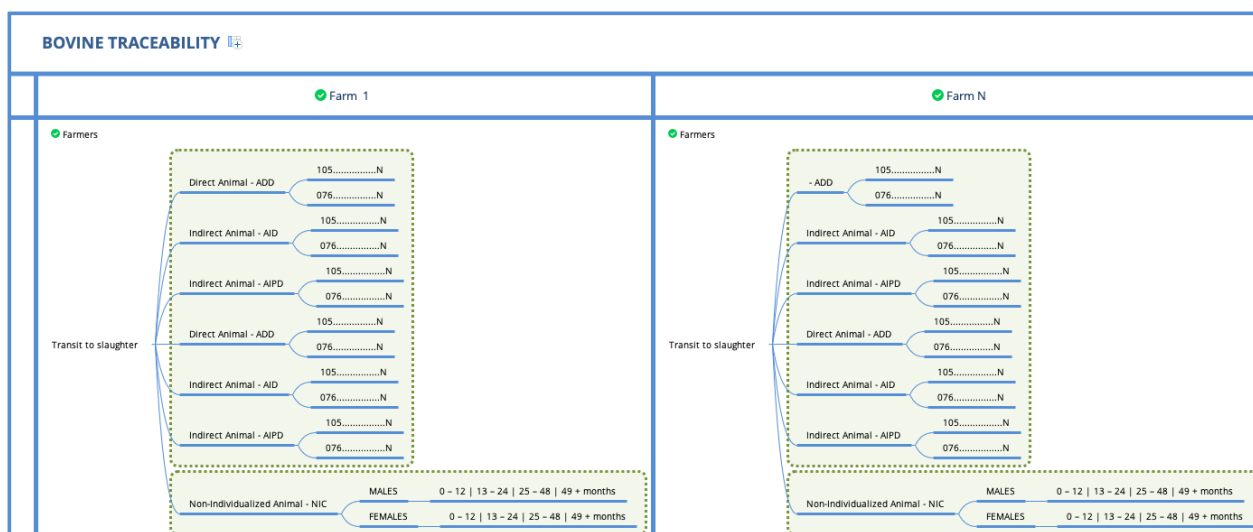 BOVINE TRACEABILITY
Farm 1
Farm N
Farmers
Transit to slaughter
Direct Animal - ADD
105................N
076................N
Indirect Animal - AID
105................N
076................N
Indirect Animal - AIPD
105................N
076................N
Direct Animal - ADD
105................N
076................N
Indirect Animal - AID
105................N
076................N
Indirect Animal - AIPD
105................N
076................N
Non-Individualized Animal - NIC
MALES
0 – 12 | 13 – 24 | 25 – 48 | 49 + months
FEMALES
0 – 12 | 13 – 24 | 25 – 48 | 49 + months
Farmers
Transit to slaughter
- ADD
105................N
076................N
Indirect Animal - AID
105................N
076................N
Indirect Animal - AIPD
105................N
076................N
Direct Animal - ADD
105................N
076................N
Indirect Animal - AID
105................N
076................N
Indirect Animal - AIPD
105................N
076................N
Non-Individualized Animal - NIC
MALES
0 – 12 | 13 – 24 | 25 – 48 | 49 + months
FEMALES
0 – 12 | 13 – 24 | 25 – 48 | 49 + months